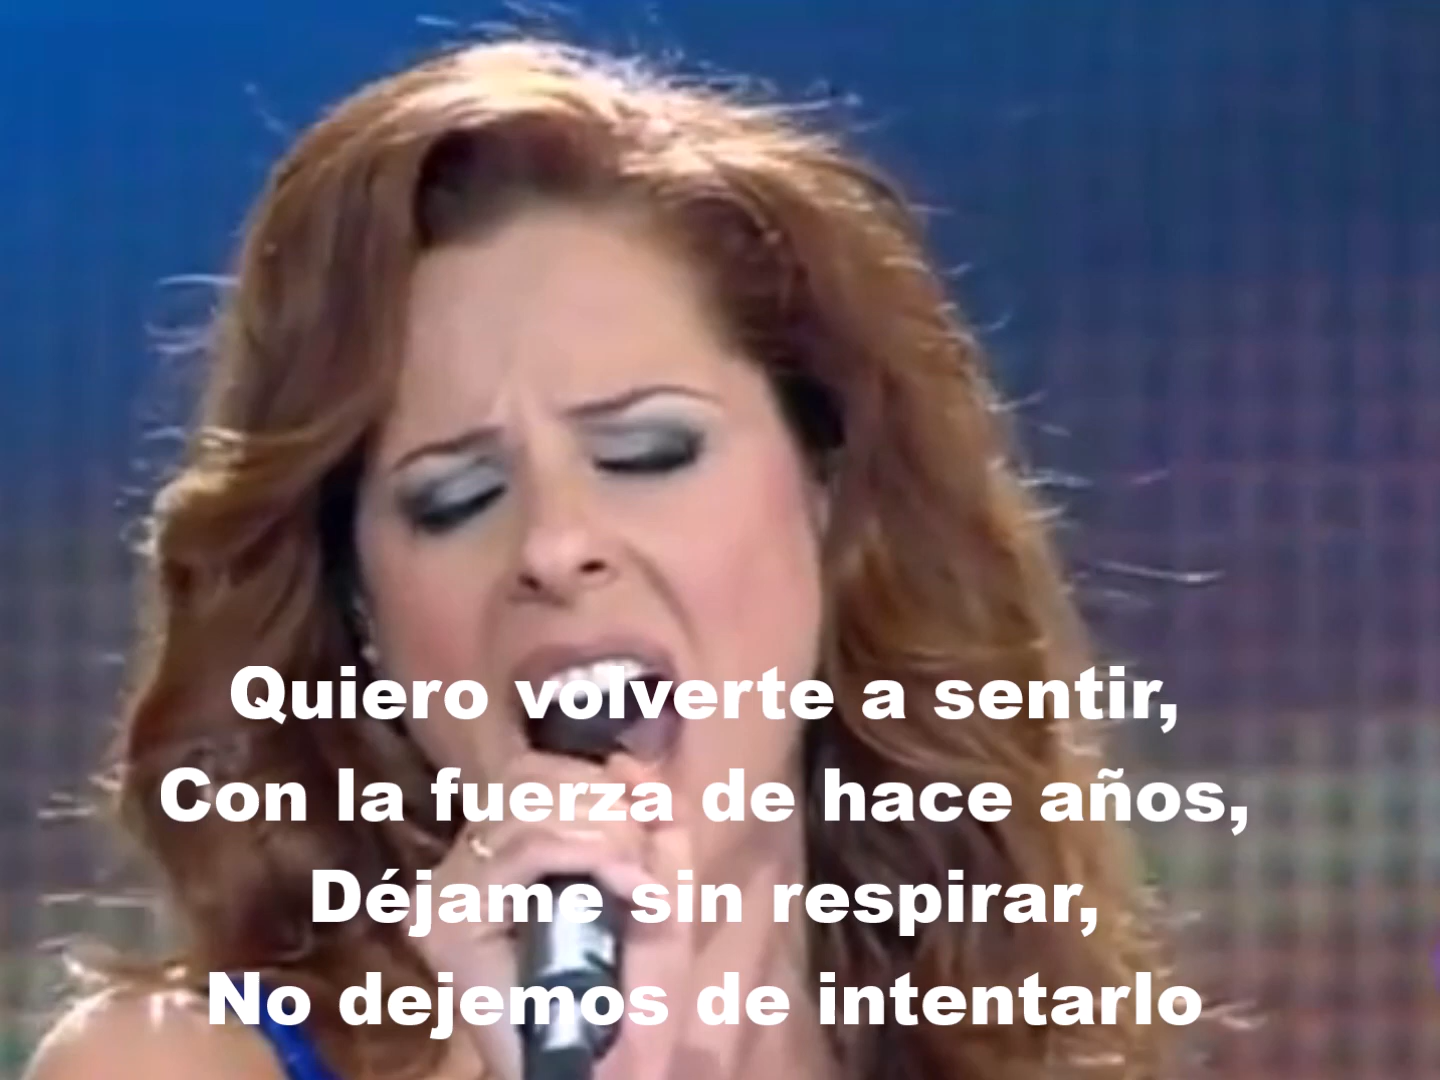 Quiero volverte a sentir,
Con la fuerza de hace años,
Déjame sin respirar,
No dejemos de intentarlo